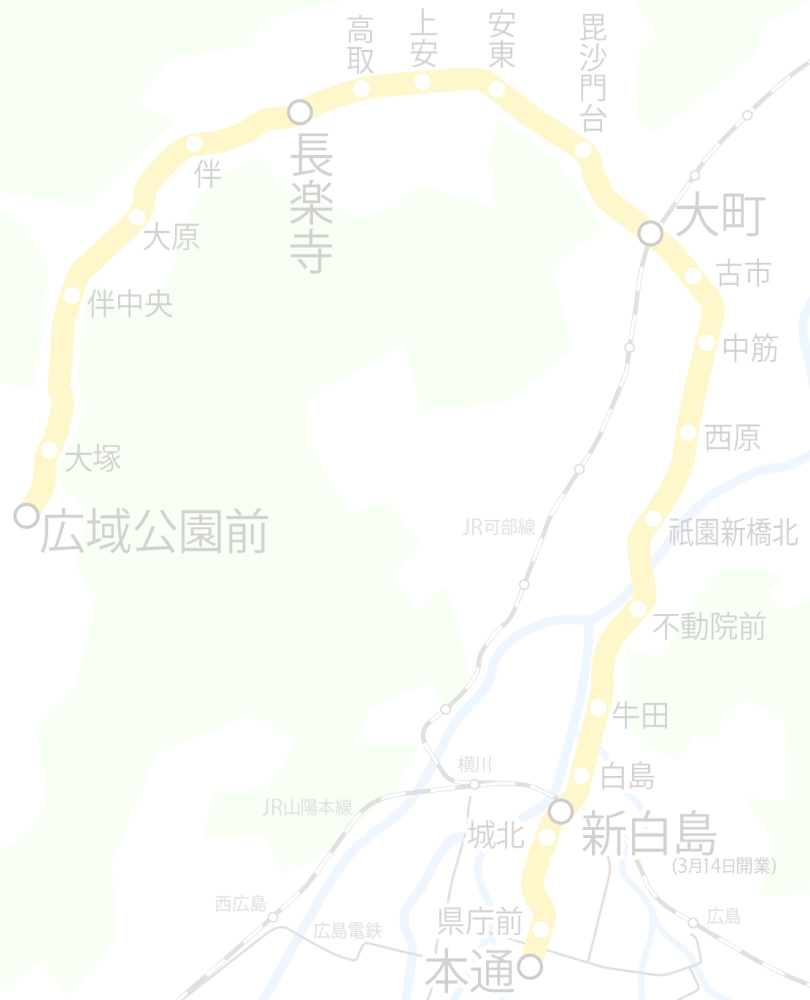 高取
上安
安東
毘沙門台
長楽寺
伴
大町
大原
古市
伴中央
中筋
西原
大塚
広域公園前
JR可部線
祇園新橋北
不動院前
牛田
横川
白島
JR山陽本線
新白島
城北
(3月14日開業)
西広島
県庁前
広島
広島電鉄
本通